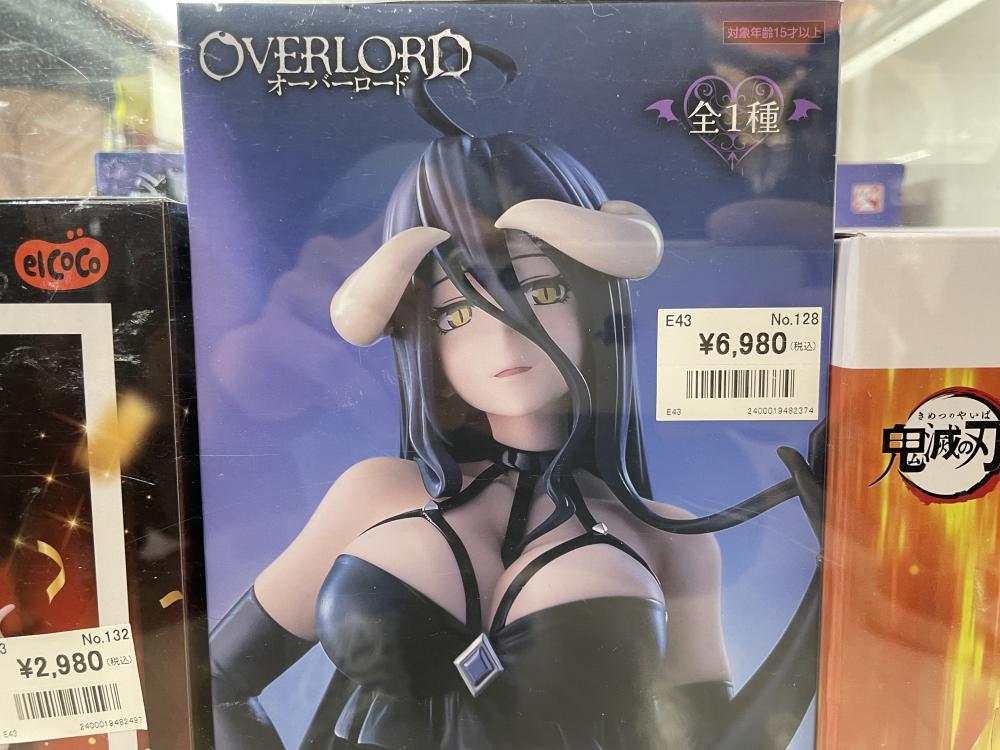 OVERLORD
オーバーロード
対象年齢15才以上
全1種
elcoco
E43 No.128
¥6,980(税込)
E43 2400019482374
きめつのやいば
鬼滅の刃
No.132
¥2,980(税込)
E43 2400019482497